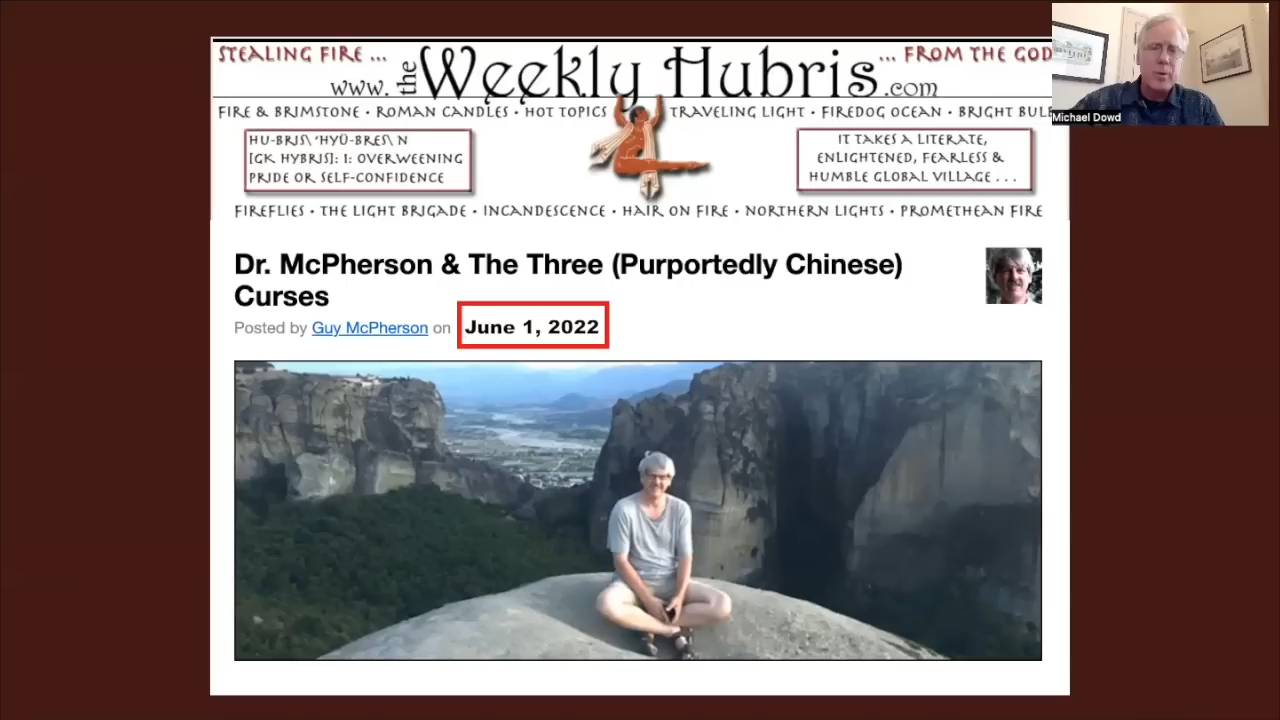 STEALING FIRE ...
... FROM THE GOD
www.theWeeklyHubris.com
FIRE & BRIMSTONE • ROMAN CANDLES • HOT TOPICS
TRAVELING LIGHT • FIREDOG OCEAN • BRIGHT BULB
Michael Dowd
HU-BRIS\ 'HYÜ-BRES\ N
[GK HYBRIS]: 1: OVERWEENING
PRIDE OR SELF-CONFIDENCE
IT TAKES A LITERATE,
ENLIGHTENED, FEARLESS &
HUMBLE GLOBAL VILLAGE . . .
FIREFLIES • THE LIGHT BRIGADE • INCANDESCENCE • HAIR ON FIRE • NORTHERN LIGHTS • PROMETHEAN FIRE
Dr. McPherson & The Three (Purportedly Chinese)
Curses
Posted by Guy McPherson on June 1, 2022